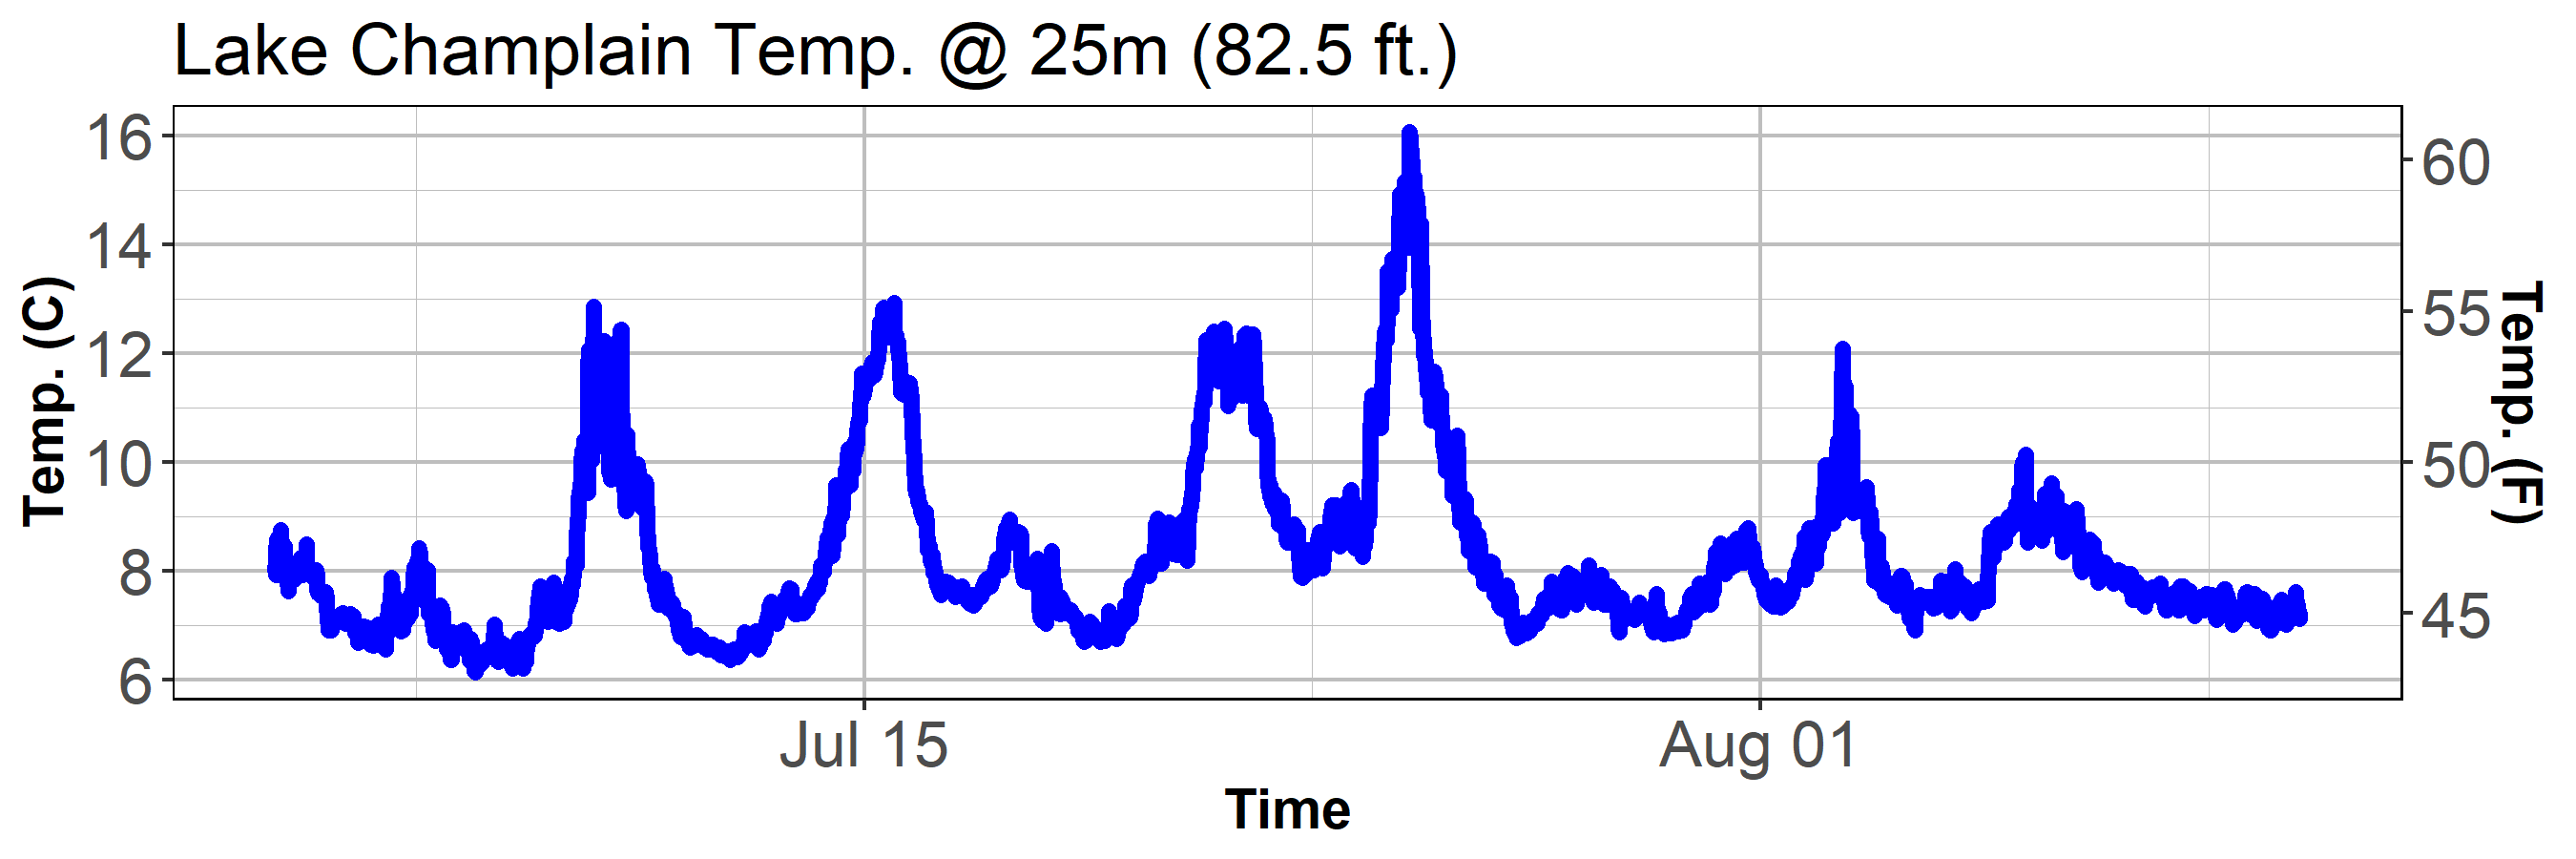 Lake Champlain Temp. @ 25m (82.5 ft.)
16
14
12
10
8
6
Temp. (C)
60
55
50
45
Temp. (F)
Jul 15
Aug 01
Time